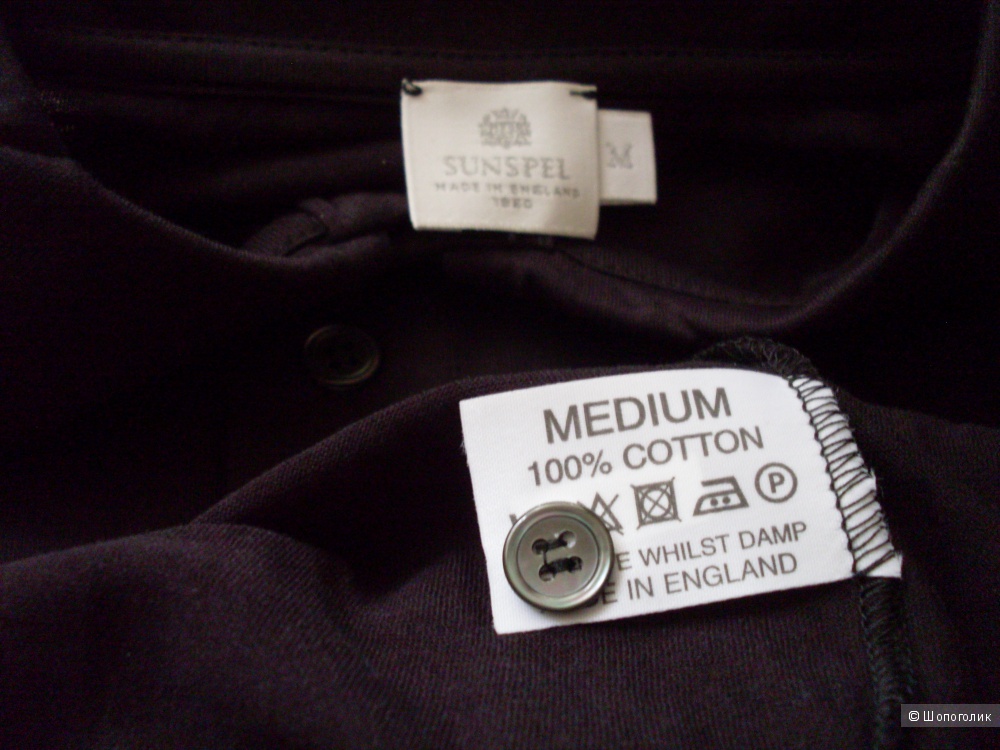 SUNSPEL
MADE IN ENGLAND
1860
M
MEDIUM
100% COTTON
P
WHILST DAMP
IN ENGLAND
© Шопоголик